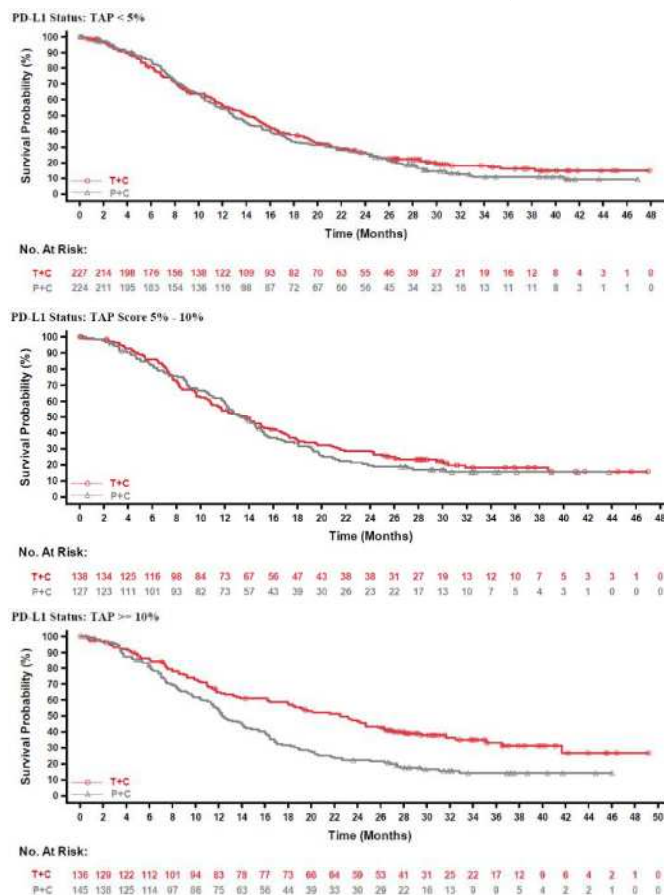 PD-L1 Status: TAP < 5%
Survival Probability (%)
100
90
80
70
60
50
40
30
20
10
0
T+C
P+C
0 2 4 6 8 10 12 14 16 18 20 22 24 26 28 30 32 34 36 38 40 42 44 46 48
Time (Months)
No. At Risk:
T+C 227 214 198 176 156 138 122 109 93 82 70 63 55 46 39 27 21 19 16 12 8 4 3 1 0
P+C 224 211 195 183 154 136 116 98 87 72 67 60 56 45 34 23 16 13 11 11 8 3 1 1 0
PD-L1 Status: TAP Score 5% - 10%
Survival Probability (%)
100
90
80
70
60
50
40
30
20
10
0
T+C
P+C
0 2 4 6 8 10 12 14 16 18 20 22 24 26 28 30 32 34 36 38 40 42 44 46 48
Time (Months)
No. At Risk:
T+C 138 134 125 116 98 84 73 67 56 47 43 38 38 31 27 19 13 12 10 7 5 3 3 1 0
P+C 127 123 111 101 93 82 73 57 43 39 30 26 23 22 17 13 10 7 5 4 3 1 0 0 0
PD-L1 Status: TAP >= 10%
Survival Probability (%)
100
90
80
70
60
50
40
30
20
10
0
T+C
P+C
0 2 4 6 8 10 12 14 16 18 20 22 24 26 28 30 32 34 36 38 40 42 44 46 48 50
Time (Months)
No. At Risk:
T+C 136 129 122 112 101 94 83 78 77 73 66 64 59 53 41 31 25 22 17 12 9 6 4 2 1 0
P+C 145 138 125 114 97 88 75 63 56 44 39 33 30 29 22 16 13 9 9 5 4 2 2 1 0 0